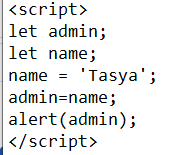 <script>
let admin;
let name;
name = 'Tasya';
admin=name;
alert(admin);
</script>